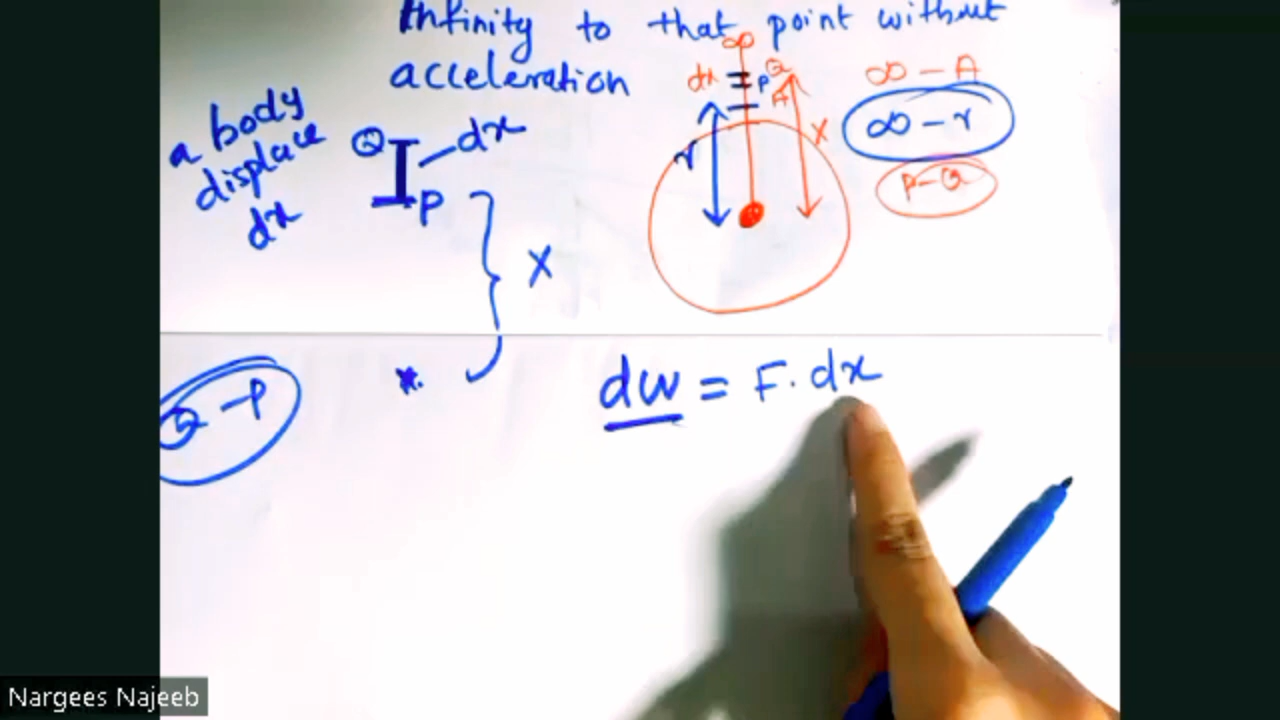 Infinity to that point without
acceleration
a body
displace
dx
Q
dx
P
X
∞
dx
Q
P
A
r
X
∞ - A
∞ - r
P - Q
Q - P
dw = F. dx
Nargees Najeeb